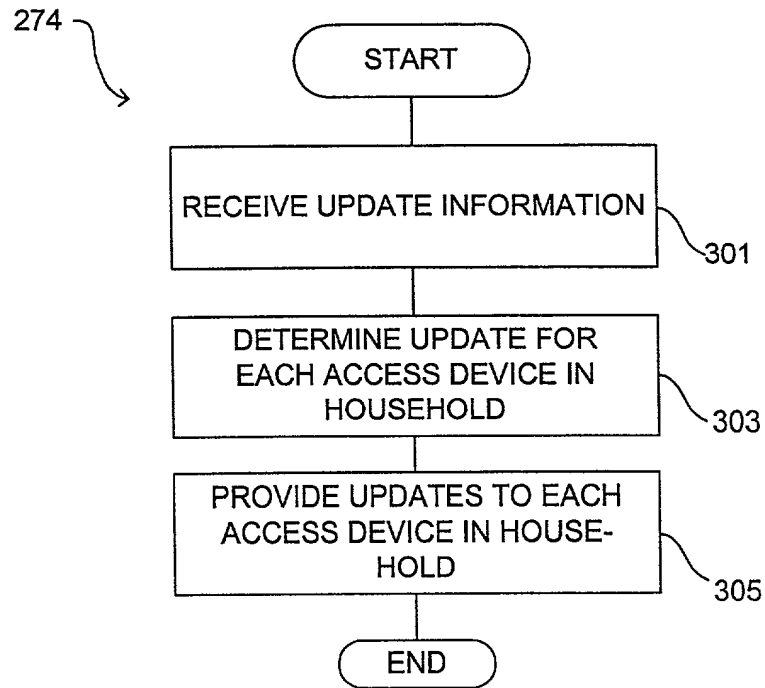 274
START
RECEIVE UPDATE INFORMATION
301
DETERMINE UPDATE FOR
EACH ACCESS DEVICE IN
HOUSEHOLD
303
PROVIDE UPDATES TO EACH
ACCESS DEVICE IN HOUSE-
HOLD
305
END